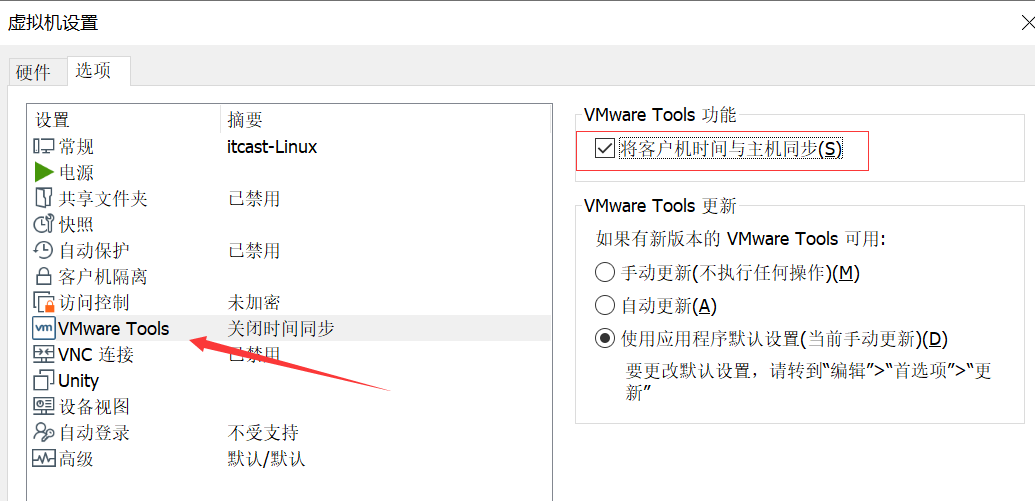 虚拟机设置
硬件 选项
设置 摘要
常规 itcast-Linux
电源
共享文件夹 已禁用
快照
自动保护 已禁用
客户机隔离
访问控制 未加密
vm VMware Tools 关闭时间同步
VNC 连接 已禁用
Unity
设备视图
自动登录 不受支持
高级 默认/默认
VMware Tools 功能
将客户机时间与主机同步(S)
VMware Tools 更新
如果有新版本的 VMware Tools 可用:
手动更新(不执行任何操作)(M)
自动更新(A)
使用应用程序默认设置(当前手动更新)(D)
要更改默认设置，请转到“编辑”>“首选项”>“更
新”